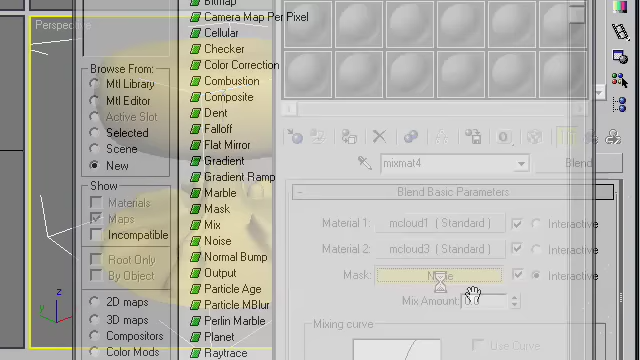 Perspective
Bitmap
Camera Map Per Pixel
Cellular
Checker
Color Correction
Combustion
Composite
Dent
Falloff
Flat Mirror
Gradient
Gradient Ramp
Marble
Mask
Mix
Noise
Normal Bump
Output
Particle Age
Particle MBlur
Perlin Marble
Planet
Raytrace
Browse From:
Mtl Library
Mtl Editor
Active Slot
Selected
Scene
New
Show
Materials
Maps
Incompatible
Root Only
By Object
2D maps
3D maps
Compositors
Color Mods
mixmat4
Blend
Blend Basic Parameters
Material 1: mcloud1 ( Standard ) Interactive
Material 2: mcloud3 ( Standard ) Interactive
Mask: None Interactive
Mix Amount:
Mixing curve
Use Curve
z
y
x